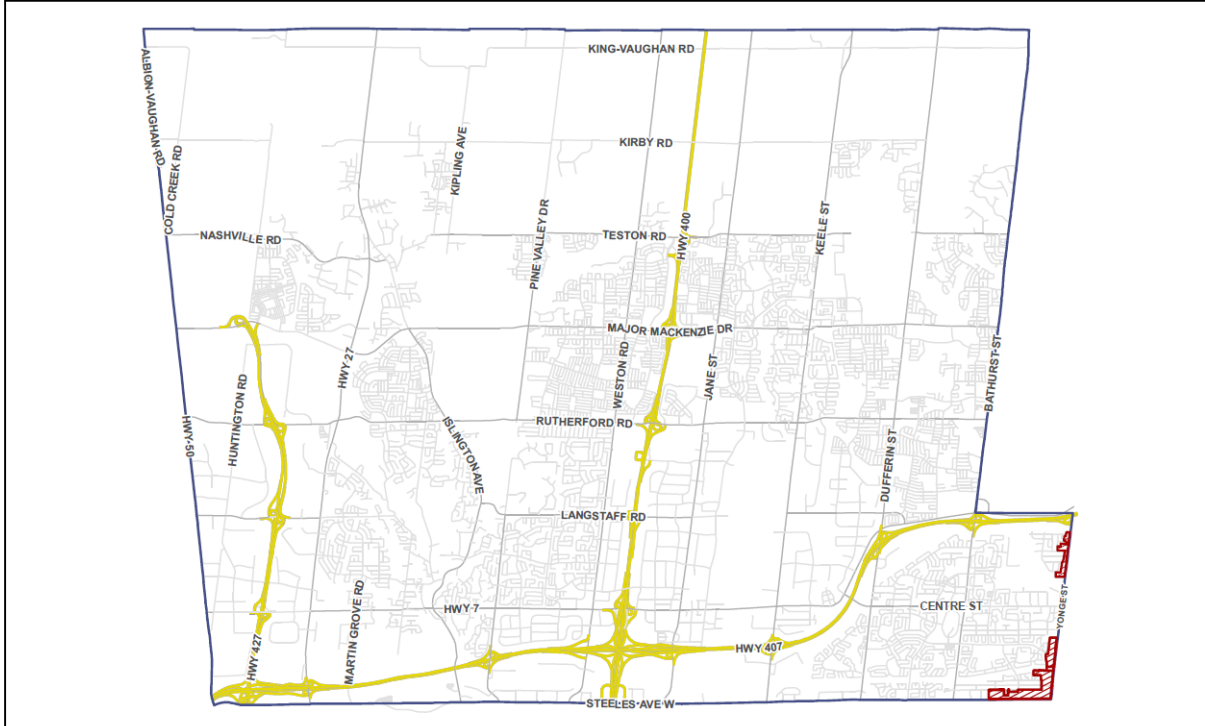 KING-VAUGHAN RD
ALBION-VAUGHAN RD
COLD CREEK RD
KIPLING AVE
KIRBY RD
NASHVILLE RD
PINE VALLEY DR
TESTON RD
HWY 400
KEELE ST
MAJOR MACKENZIE DR
HWY 27
WESTON RD
JANE ST
BATHURST ST
HUNTINGTON RD
HWY 50
ISLINGTON AVE
RUTHERFORD RD
DUFFERIN ST
LANGSTAFF RD
MARTIN GROVE RD
HWY 7
CENTRE ST
YONGE ST
HWY 427
HWY 407
STEELES AVE W